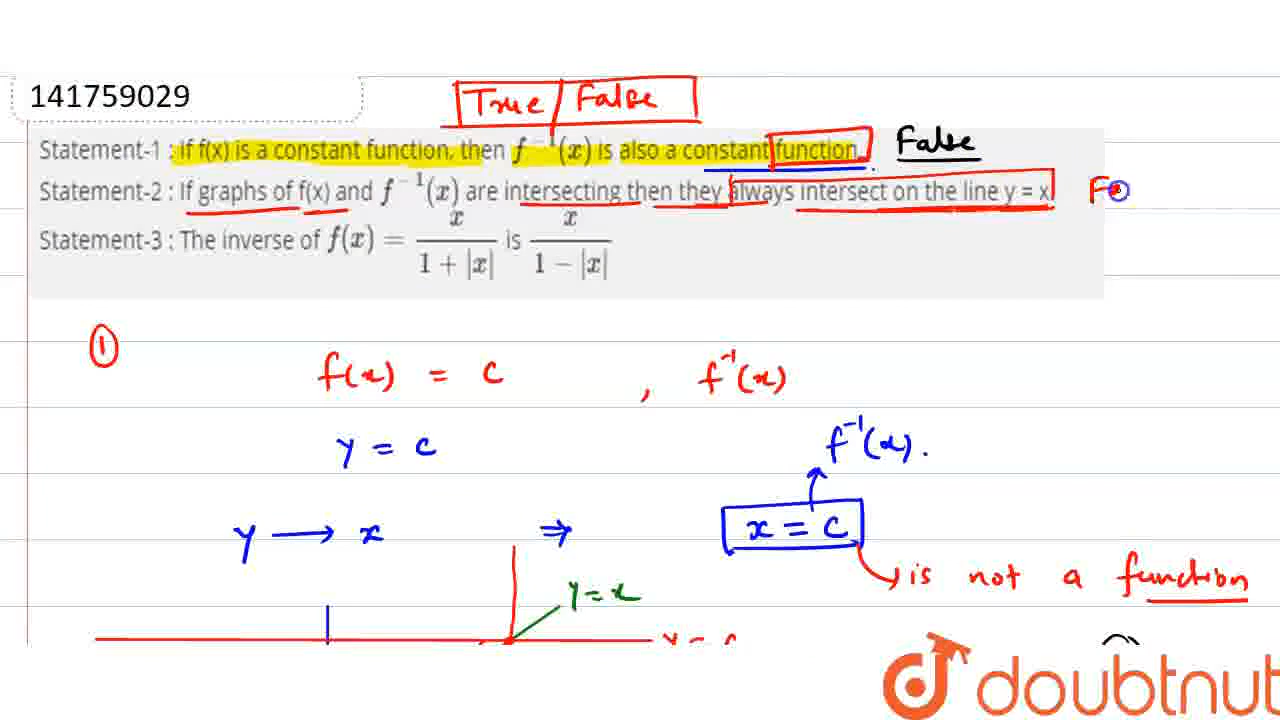 141759029
True False
Statement-1 : If f(x) is a constant function, then f⁻¹(x) is also a constant function. False
Statement-2 : If graphs of f(x) and f⁻¹(x) are intersecting then they always intersect on the line y = x
Statement-3 : The inverse of f(x) = x / (1 + |x|) is x / (1 − |x|)
1
f(x) = c , f⁻¹(x)
y = c f⁻¹(x).
y → x ⇒ x = c
is not a function
y = x
doubtnut